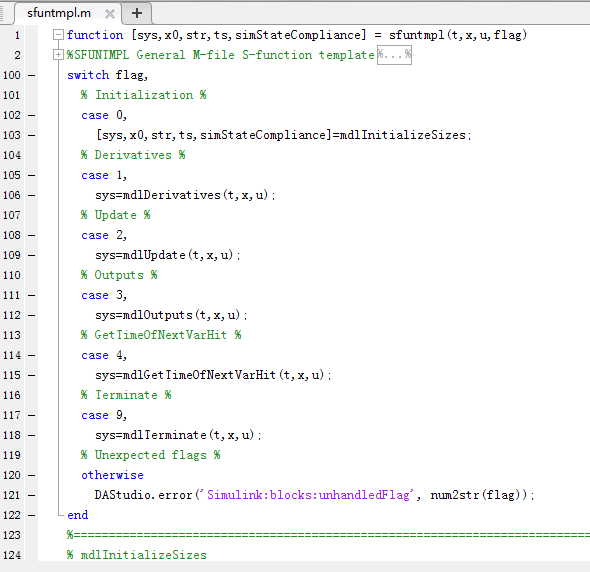 sfuntmpl.m
1 function [sys,x0,str,ts,simStateCompliance] = sfuntmpl(t,x,u,flag)
2 %SFUNTMPL General M-file S-function template%...%
100 switch flag,
101 % Initialization %
102 case 0,
103 [sys,x0,str,ts,simStateCompliance]=mdlInitializeSizes;
104 % Derivatives %
105 case 1,
106 sys=mdlDerivatives(t,x,u);
107 % Update %
108 case 2,
109 sys=mdlUpdate(t,x,u);
110 % Outputs %
111 case 3,
112 sys=mdlOutputs(t,x,u);
113 % GetTimeOfNextVarHit %
114 case 4,
115 sys=mdlGetTimeOfNextVarHit(t,x,u);
116 % Terminate %
117 case 9,
118 sys=mdlTerminate(t,x,u);
119 % Unexpected flags %
120 otherwise
121 DAStudio.error('Simulink:blocks:unhandledFlag', num2str(flag));
122 end
123 %=============================================================================
124 % mdlInitializeSizes